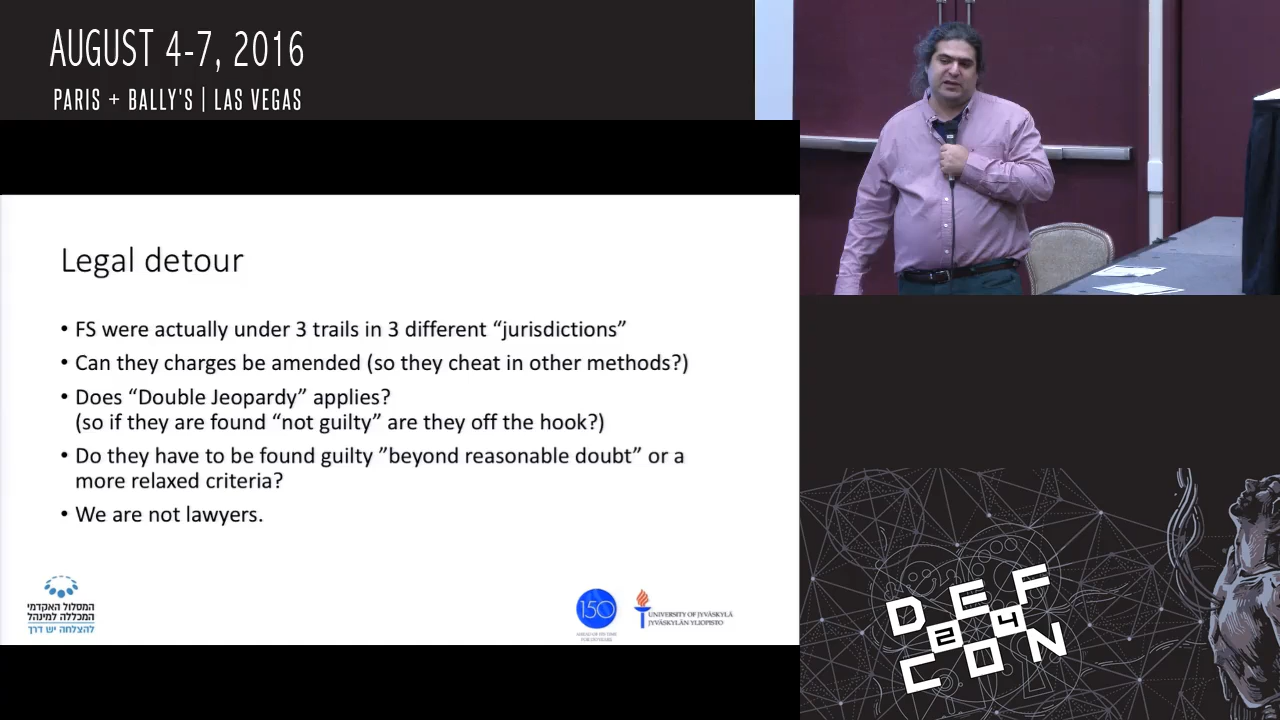 AUGUST 4-7, 2016
PARIS + BALLY'S | LAS VEGAS
Legal detour
• FS were actually under 3 trails in 3 different “jurisdictions”
• Can they charges be amended (so they cheat in other methods?)
• Does “Double Jeopardy” applies?
(so if they are found “not guilty” are they off the hook?)
• Do they have to be found guilty ”beyond reasonable doubt” or a
more relaxed criteria?
• We are not lawyers.
המסלול האקדמי
המכללה למינהל
להצלחה יש דרך
150
AHEAD OF ITS TIME
FOR 150 YEARS
UNIVERSITY OF JYVÄSKYLÄ
JYVÄSKYLÄN YLIOPISTO
DEF
24
CON